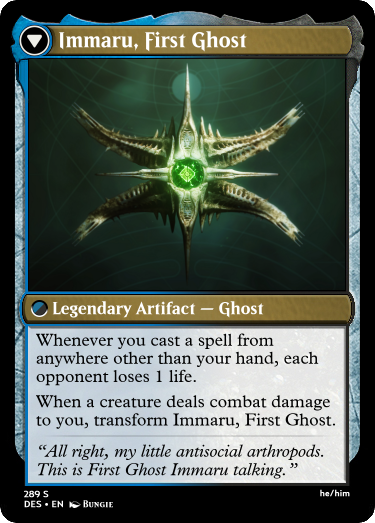 Immaru, First Ghost
Legendary Artifact — Ghost
Whenever you cast a spell from
anywhere other than your hand, each
opponent loses 1 life.
When a creature deals combat damage
to you, transform Immaru, First Ghost.
“All right, my little antisocial arthropods.
This is First Ghost Immaru talking.”
289 S he/him
DES • EN Bungie